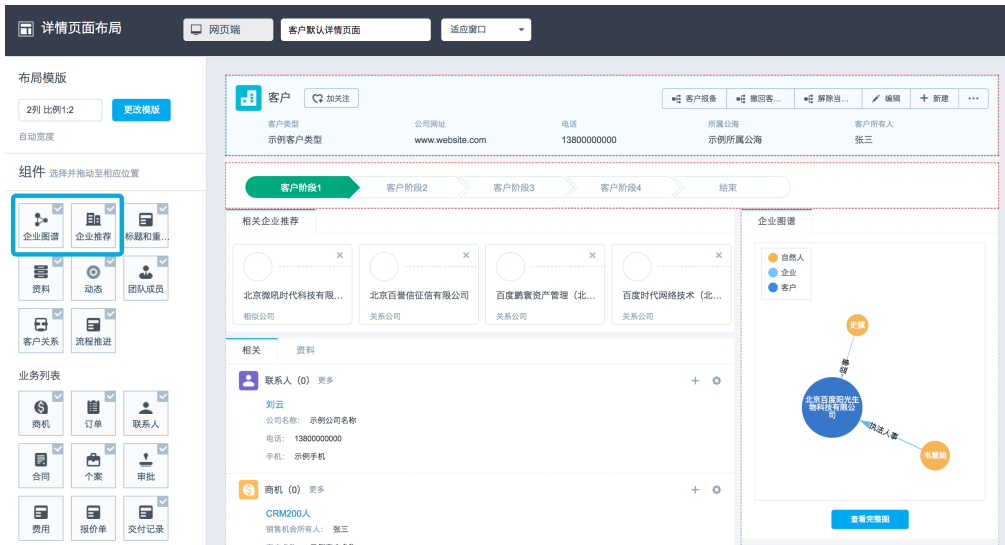 详情页面布局
网页端
客户默认详情页面
适应窗口
布局模版
2列 比例1:2
更改模版
自动宽度
组件 选择并拖动至相应位置
企业图谱 企业推荐 标题和重...
资料 动态 团队成员
客户关系 流程推进
业务列表
商机 订单 联系人
合同 个案 审批
费用 报价单 交付记录
客户 加关注
客户报备 撤回客... 解除当... 编辑 新建 ...
客户类型 公司网址 电话 所属公海 客户所有人
示例客户类型 www.website.com 13800000000 示例所属公海 张三
客户阶段1 客户阶段2 客户阶段3 客户阶段4 结束
相关企业推荐
北京微吼时代科技有限... 北京百誉信征信有限公司 百度鹏寰资产管理（北... 百度时代网络技术（北...
相似公司 关系公司 关系公司 关系公司
相关 资料
联系人（0） 更多
刘云
公司名称: 示例公司名称
电话: 13800000000
手机: 示例手机
商机（0） 更多
CRM200人
销售机会所有人: 张三
企业图谱
自然人
企业
客户
北京百度阳光生
物科技有限公
司
执法人事
韦慧娟
查看完整图